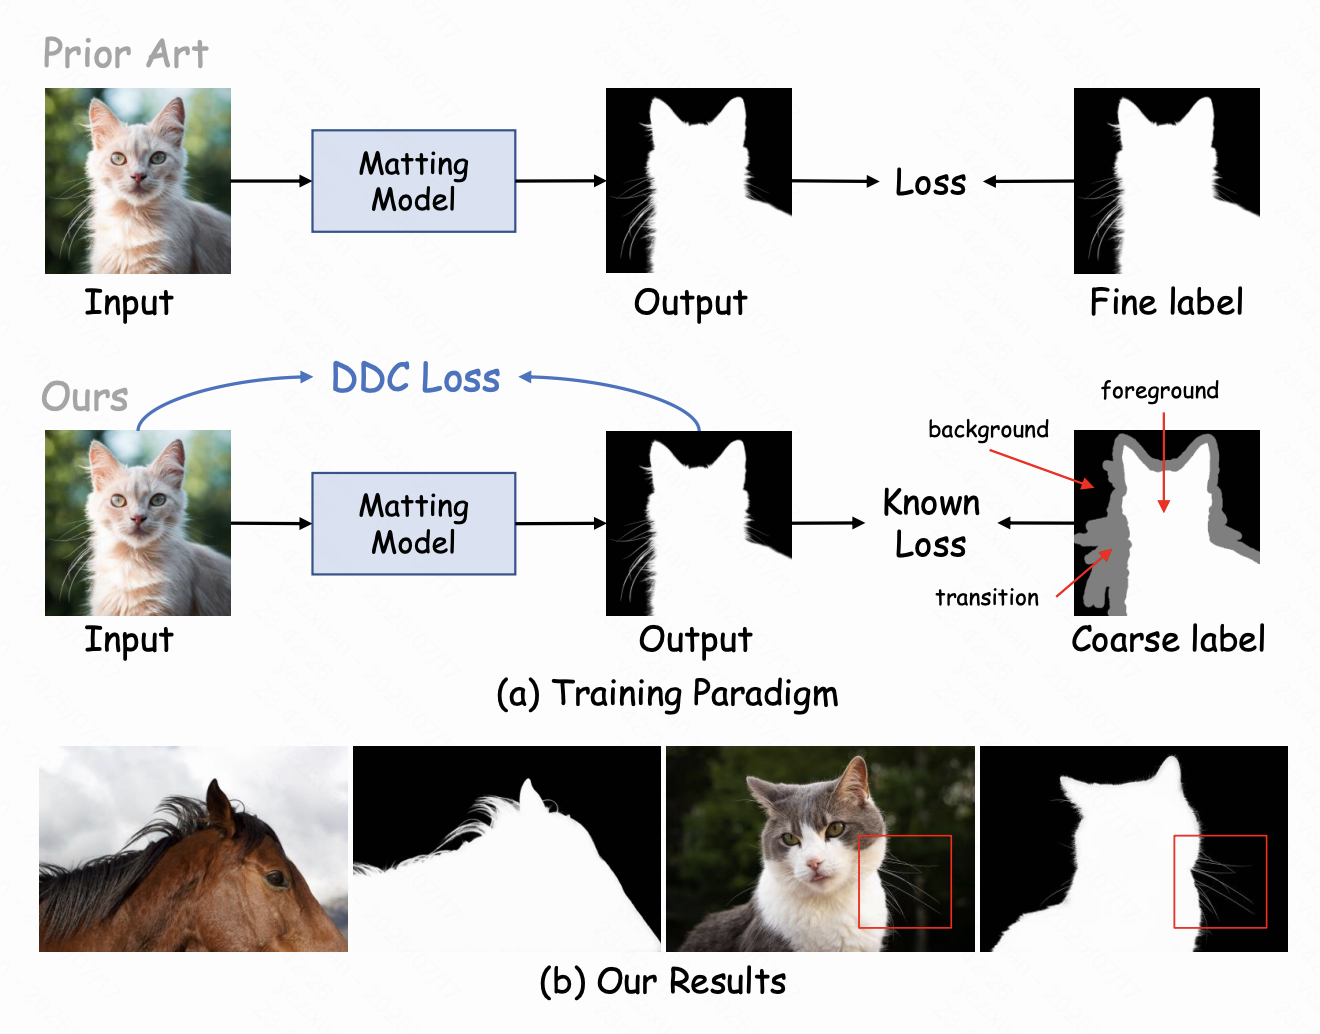 Prior Art
Matting
Model
Loss
Input
Output
Fine label
DDC Loss
Ours
foreground
background
Matting
Model
Known
Loss
transition
Input
Output
Coarse label
(a) Training Paradigm
(b) Our Results